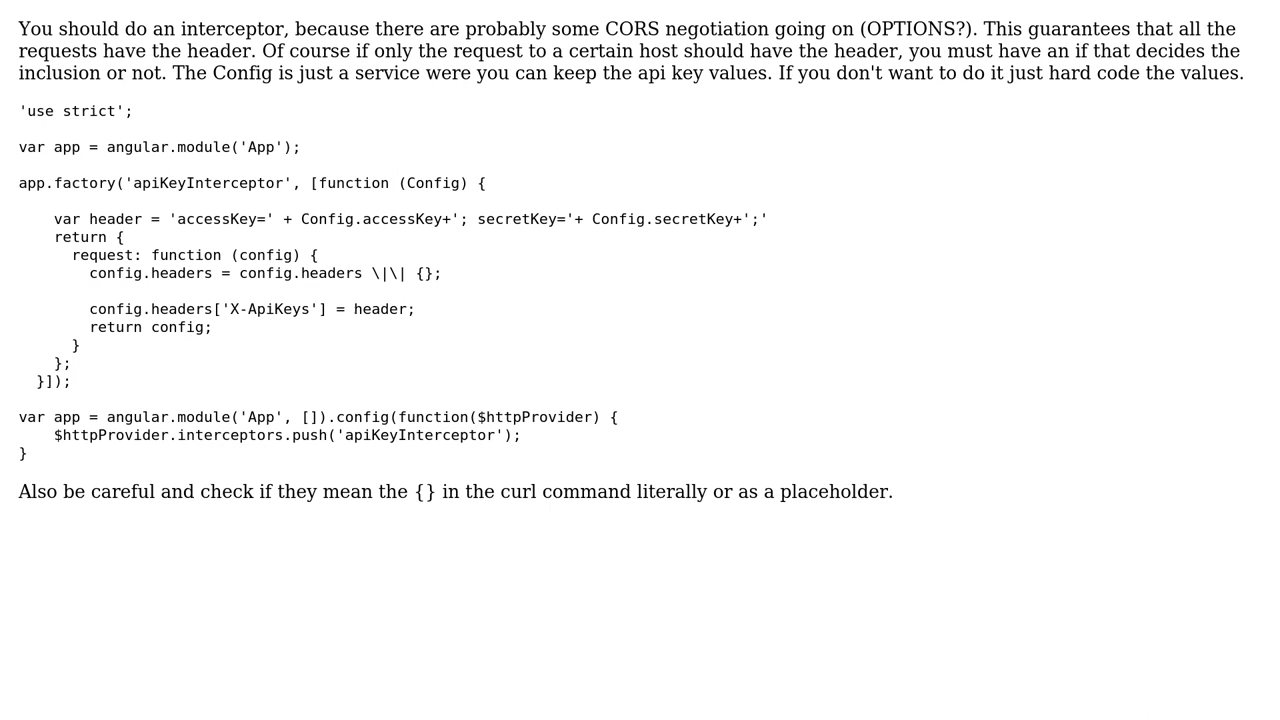 You should do an interceptor, because there are probably some CORS negotiation going on (OPTIONS?). This guarantees that all the
requests have the header. Of course if only the request to a certain host should have the header, you must have an if that decides the
inclusion or not. The Config is just a service were you can keep the api key values. If you don't want to do it just hard code the values.
'use strict';
var app = angular.module('App');
app.factory('apiKeyInterceptor', [function (Config) {
    var header = 'accessKey=' + Config.accessKey+'; secretKey='+ Config.secretKey+';'
    return {
      request: function (config) {
        config.headers = config.headers \|\| {};
        config.headers['X-ApiKeys'] = header;
        return config;
      }
    };
  }]);
var app = angular.module('App', []).config(function($httpProvider) {
    $httpProvider.interceptors.push('apiKeyInterceptor');
}
Also be careful and check if they mean the {} in the curl command literally or as a placeholder.